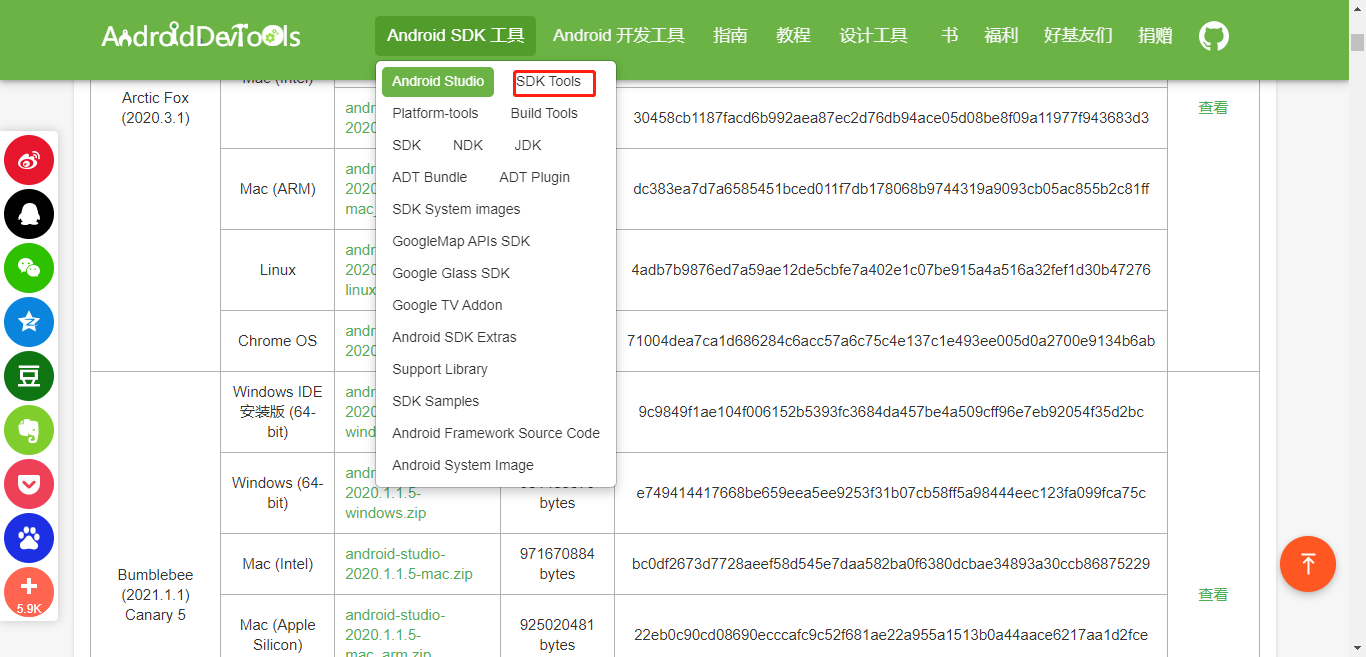 AndroidDevTools
Android SDK 工具
Android 开发工具
指南
教程
设计工具
书
福利
好基友们
捐赠
Android Studio
SDK Tools
Platform-tools
Build Tools
SDK
NDK
JDK
ADT Bundle
ADT Plugin
SDK System images
GoogleMap APIs SDK
Google Glass SDK
Google TV Addon
Android SDK Extras
Support Library
SDK Samples
Android Framework Source Code
Android System Image
Arctic Fox
(2020.3.1)
Mac (Intel)
andr
2020
30458cb1187facd6b992aea87ec2d76db94ace05d08be8f09a11977f943683d3
查看
Mac (ARM)
andr
2020
mac_
dc383ea7d7a6585451bced011f7db178068b9744319a9093cb05ac855b2c81ff
Linux
andr
2020
linux
4adb7b9876ed7a59ae12de5cbfe7a402e1c07be915a4a516a32fef1d30b47276
Chrome OS
andr
2020
71004dea7ca1d686284c6acc57a6c75c4e137c1e493ee005d0a2700e9134b6ab
Bumblebee
(2021.1.1)
Canary 5
Windows IDE
安装版 (64-
bit)
andr
2020
wind
9c9849f1ae104f006152b5393fc3684da457be4a509cff96e7eb92054f35d2bc
Windows (64-
bit)
andr
2020.1.1.5-
windows.zip
bytes
e749414417668be659eea5ee9253f31b07cb58ff5a98444eec123fa099fca75c
Mac (Intel)
android-studio-
2020.1.1.5-mac.zip
971670884
bytes
bc0df2673d7728aeef58d545e7daa582ba0f6380dcbae34893a30ccb86875229
查看
Mac (Apple
Silicon)
android-studio-
2020.1.1.5-
mac_arm.zip
925020481
bytes
22eb0c90cd08690ecccafc9c52f681ae22a955a1513b0a44aace6217aa1d2fce
豆
5.9K